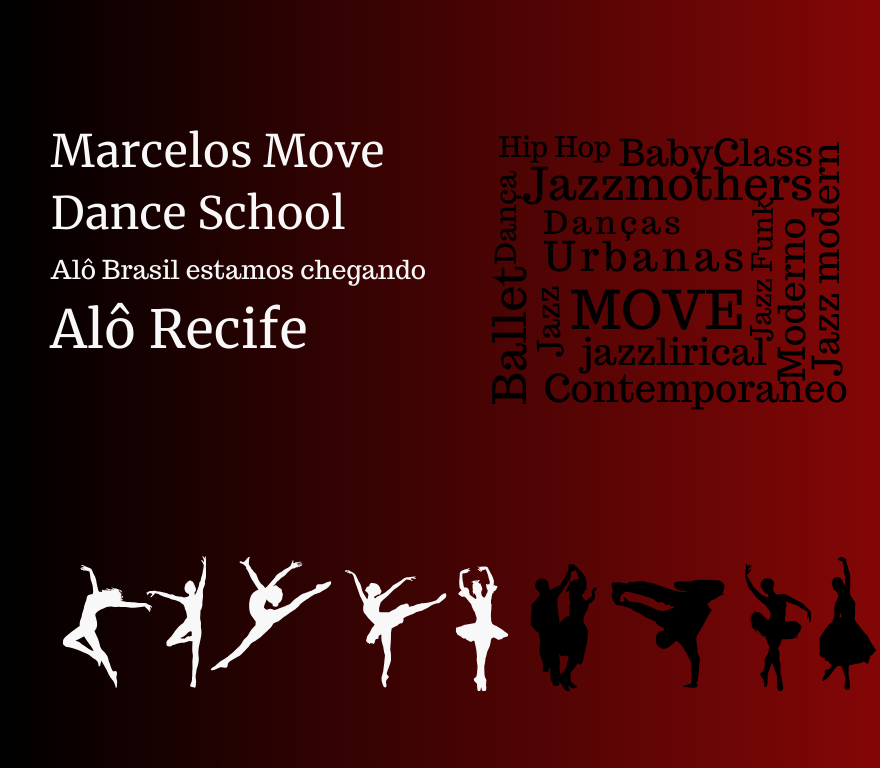 Marcelos Move
Dance School
Alô Brasil estamos chegando
Alô Recife
Hip Hop
BabyClass
Jazzmothers
Dança
Danças
Urbanas
Ballet
Jazz
MOVE
Jazz Funk
Moderno
Jazz modern
jazzlirical
Contemporaneo